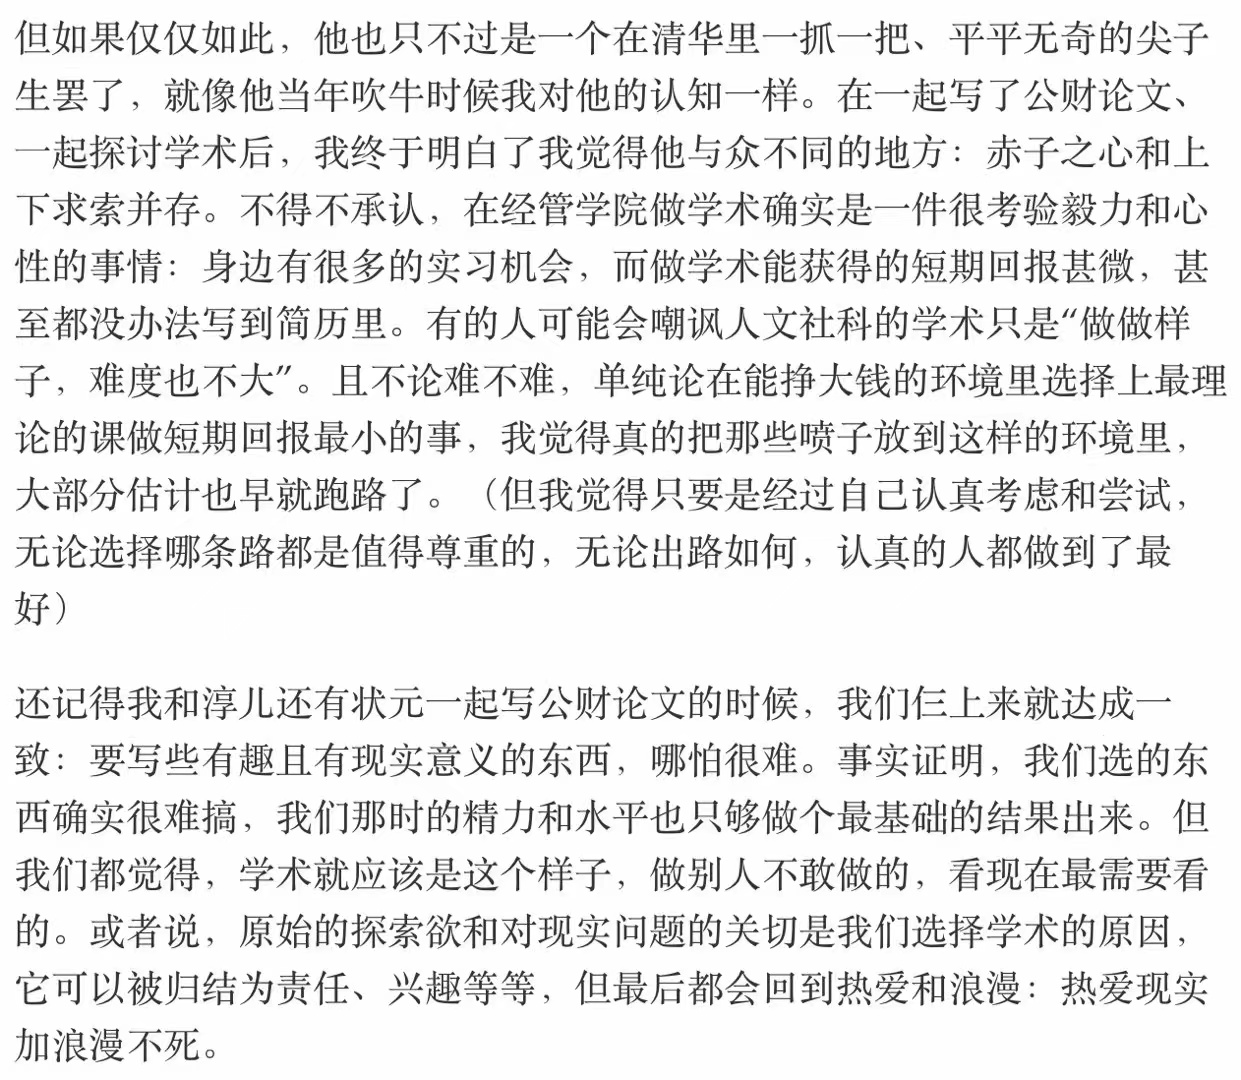 但如果仅仅如此，他也只不过是一个在清华里一抓一把、平平无奇的尖子
生罢了，就像他当年吹牛时候我对他的认知一样。在一起写了公财论文、
一起探讨学术后，我终于明白了我觉得他与众不同的地方：赤子之心和上
下求索并存。不得不承认，在经管学院做学术确实是一件很考验毅力和心
性的事情：身边有很多的实习机会，而做学术能获得的短期回报甚微，甚
至都没办法写到简历里。有的人可能会嘲讽人文社科的学术只是“做做样
子，难度也不大”。且不论难不难，单纯论在能挣大钱的环境里选择上最理
论的课做短期回报最小的事，我觉得真的把那些喷子放到这样的环境里，
大部分估计也早就跑路了。（但我觉得只要是经过自己认真考虑和尝试，
无论选择哪条路都是值得尊重的，无论出路如何，认真的人都做到了最
好）
还记得我和淳儿还有状元一起写公财论文的时候，我们仨上来就达成一
致：要写些有趣且有现实意义的东西，哪怕很难。事实证明，我们选的东
西确实很难搞，我们那时的精力和水平也只够做个最基础的结果出来。但
我们都觉得，学术就应该是这个样子，做别人不敢做的，看现在最需要看
的。或者说，原始的探索欲和对现实问题的关切是我们选择学术的原因，
它可以被归结为责任、兴趣等等，但最后都会回到热爱和浪漫：热爱现实
加浪漫不死。